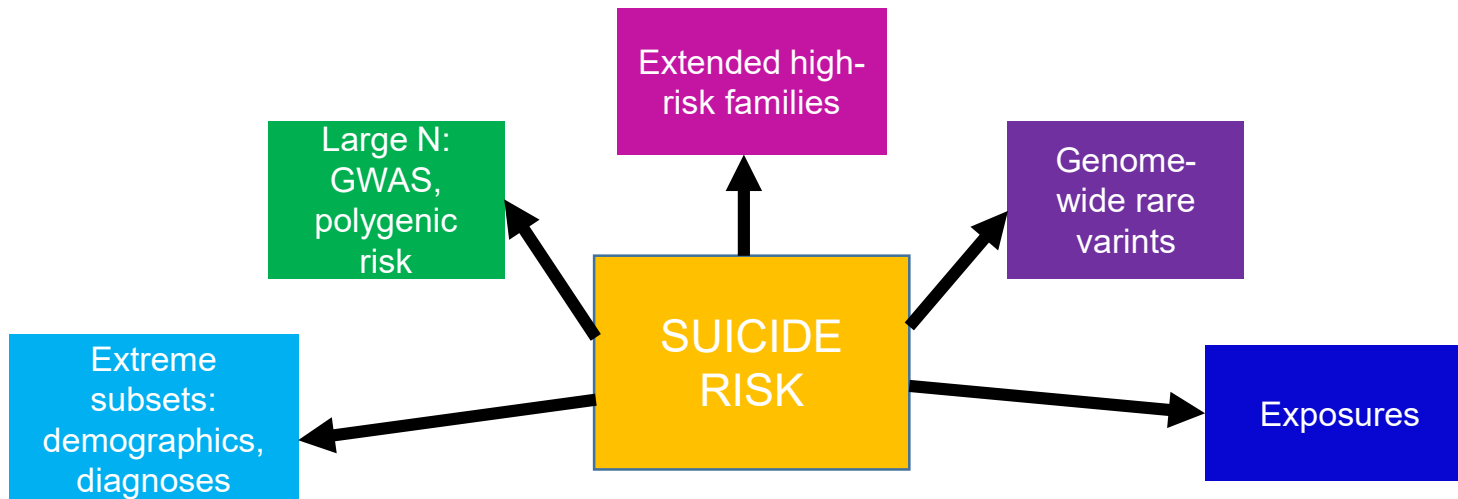 Extended high-
risk families
Large N:
GWAS,
polygenic
risk
Genome-
wide rare
varints
SUICIDE
RISK
Extreme
subsets:
demographics,
diagnoses
Exposures